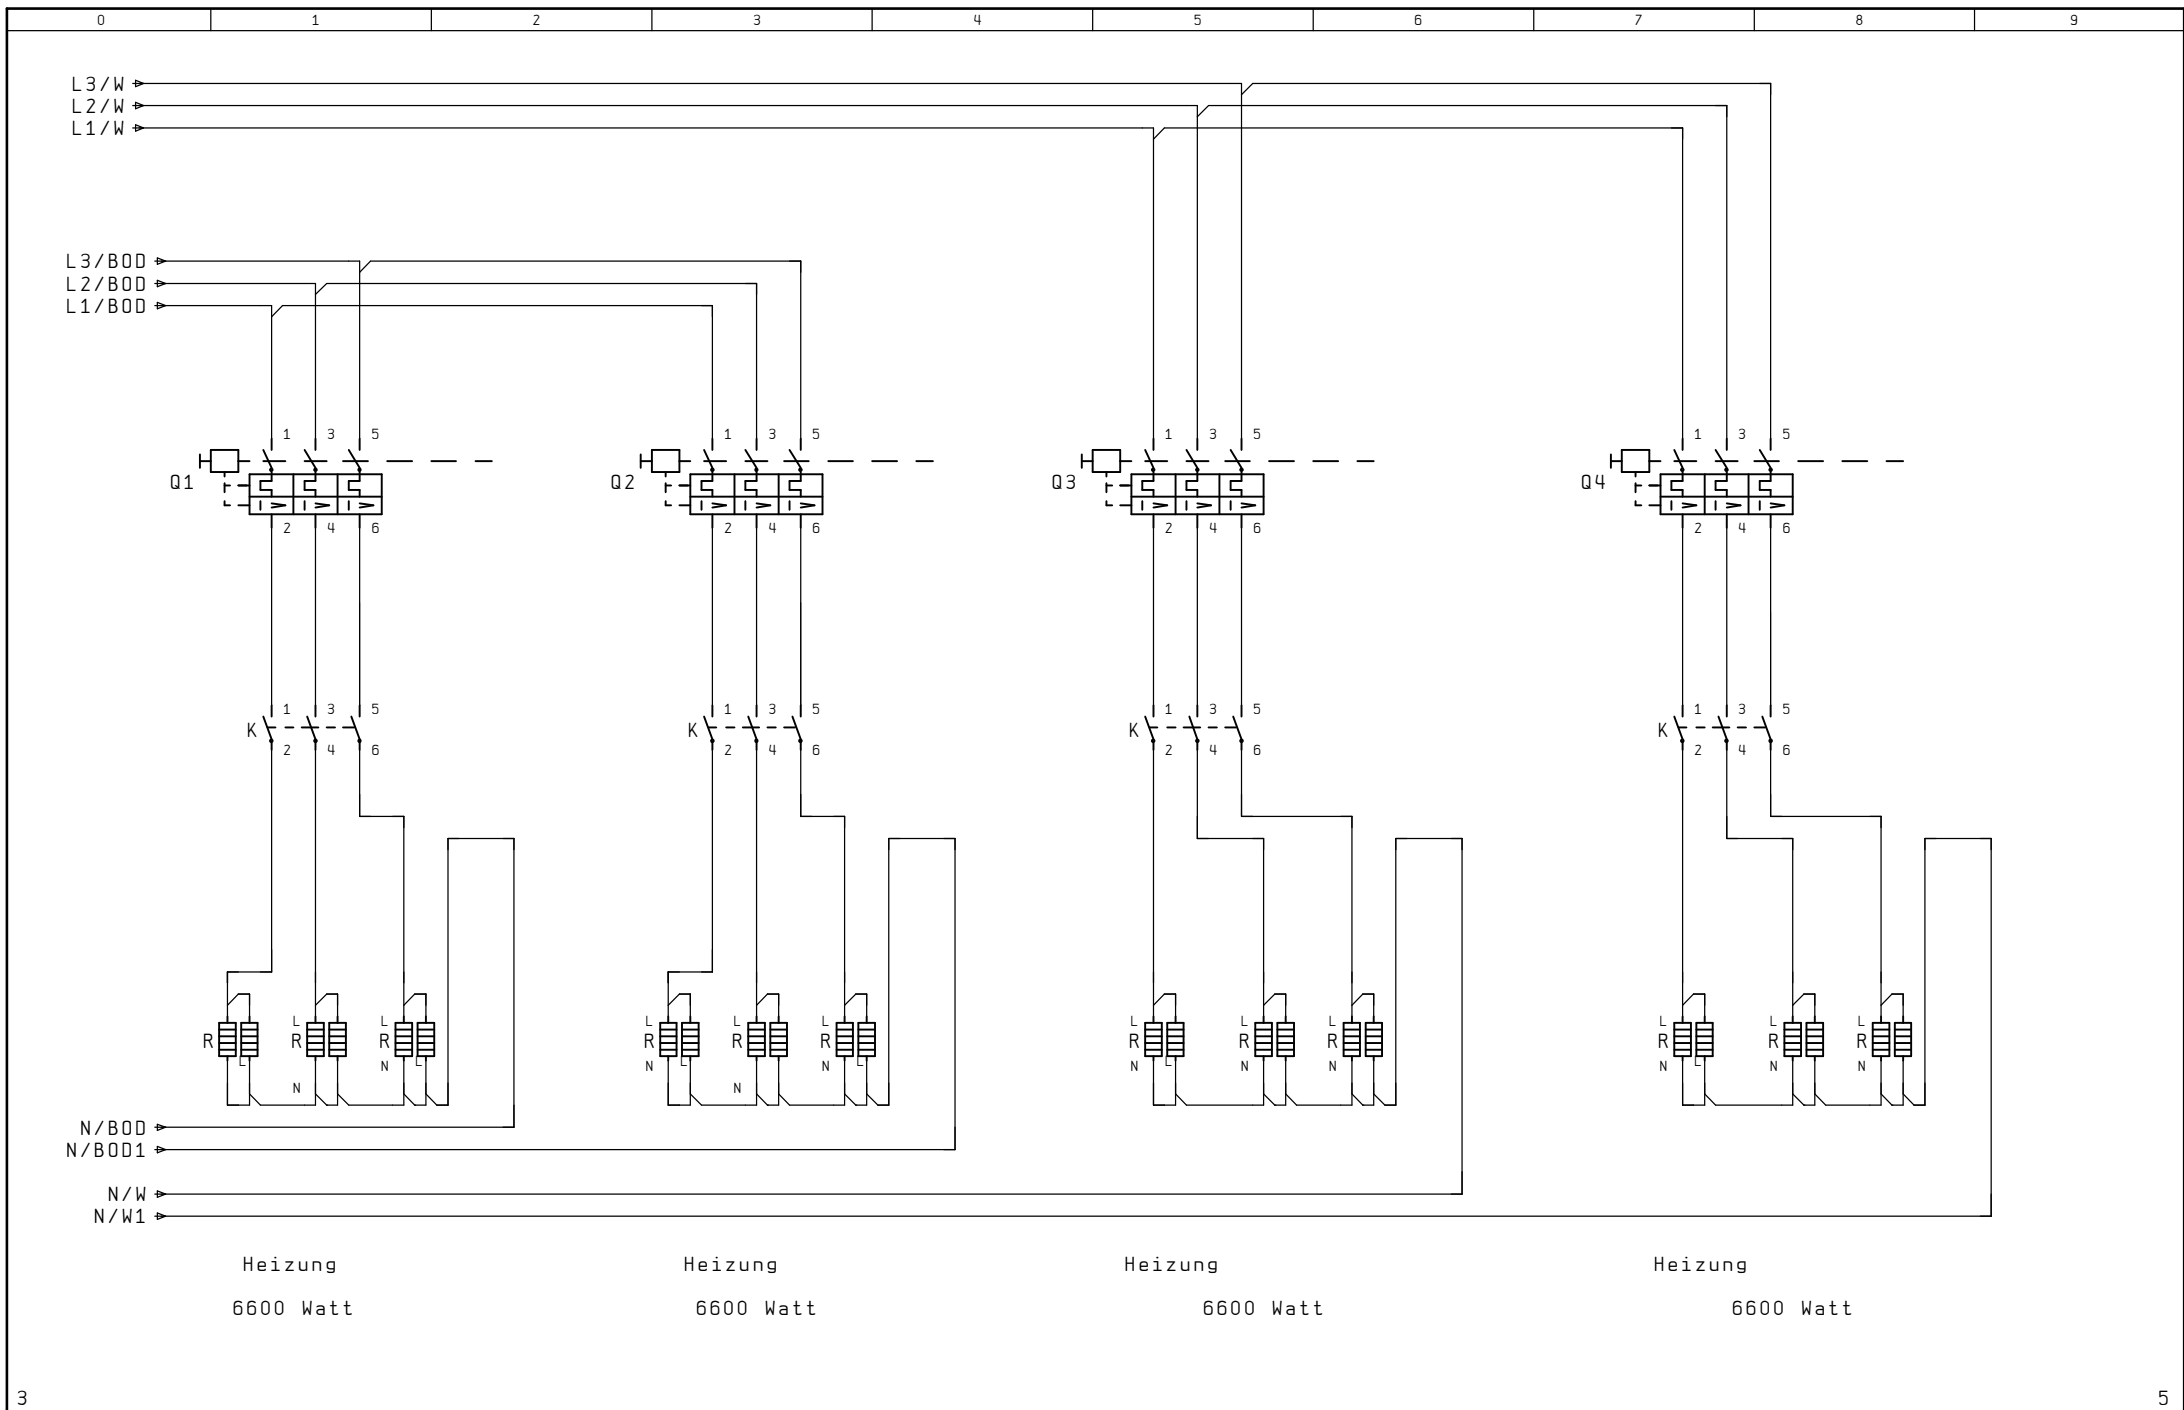 0 1 2 3 4 5 6 7 8 9
L3/W
L2/W
L1/W
L3/BOD
L2/BOD
L1/BOD
1 3 5 1 3 5 1 3 5 1 3 5
Q1 Q2 Q3 Q4
I > I > I > I > I > I > I > I > I > I > I > I >
2 4 6 2 4 6 2 4 6 2 4 6
1 3 5 1 3 5 1 3 5 1 3 5
K K K K
2 4 6 2 4 6 2 4 6 2 4 6
L L L L L L L L L L L
R R R R R R R R R R R R
L N L N L N L N L N N N L N N
N N
N/BOD
N/BOD1
N/W
N/W1
Heizung Heizung Heizung Heizung
6600 Watt 6600 Watt 6600 Watt 6600 Watt
3 5